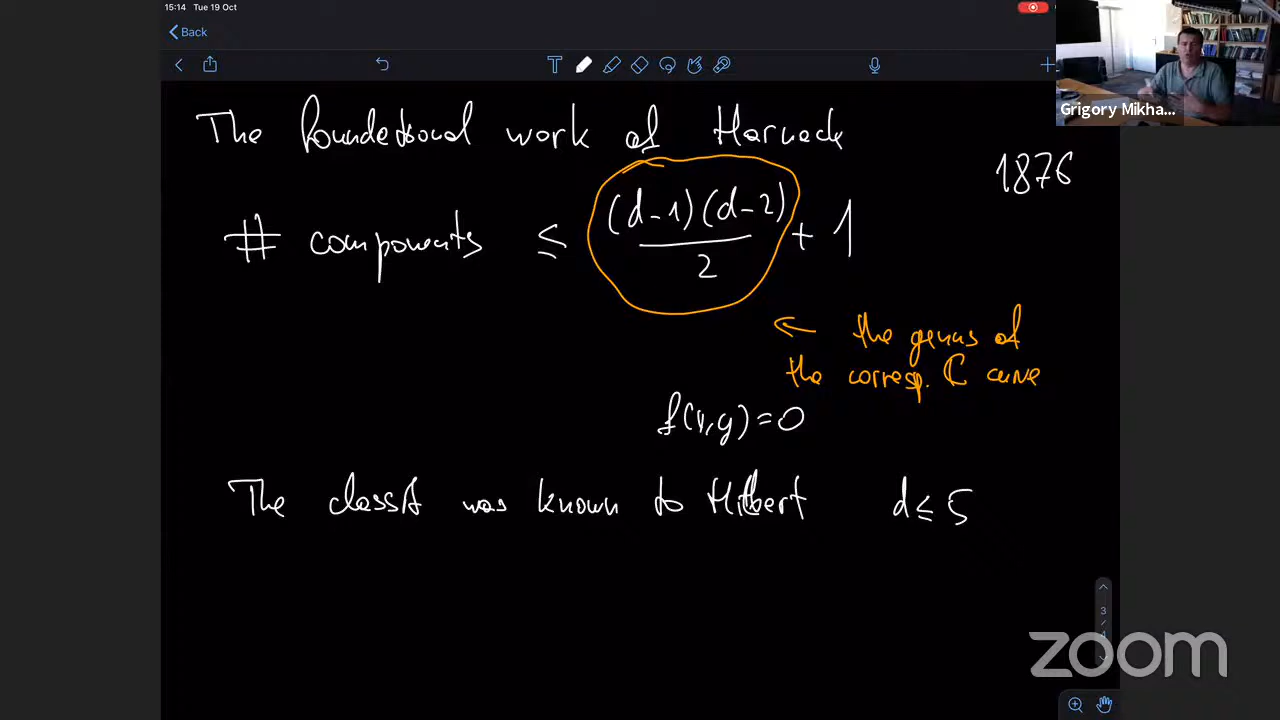 15:14 Tue 19 Oct
Back
Grigory Mikha...
The foundational work of Harnack
1876
# components ≤ (d-1)(d-2)/2 + 1
← the genus of
the corresp. ℂ curve
f(x,y)=0
The classif was known to Hilbert d ≤ 5
3
zoom